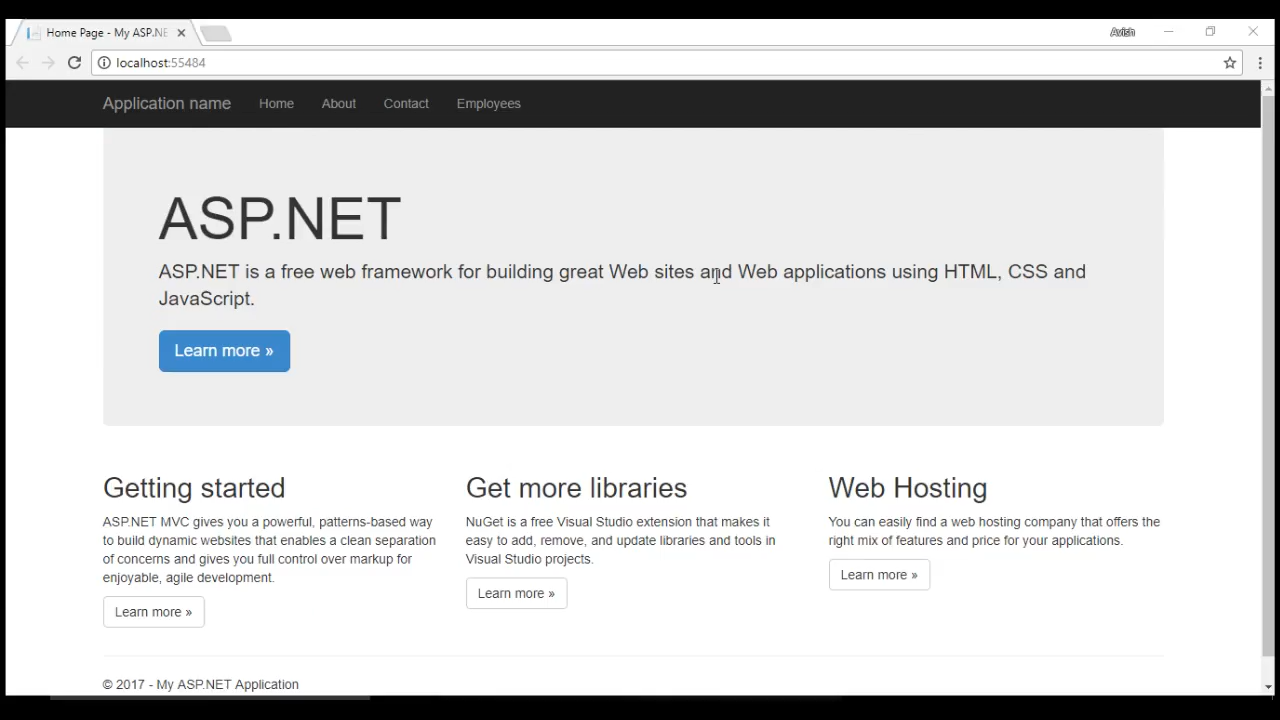 Home Page - My ASP.NE
Avish
localhost:55484
Application name Home About Contact Employees
ASP.NET
ASP.NET is a free web framework for building great Web sites and Web applications using HTML, CSS and
JavaScript.
Learn more »
Getting started
ASP.NET MVC gives you a powerful, patterns-based way
to build dynamic websites that enables a clean separation
of concerns and gives you full control over markup for
enjoyable, agile development.
Learn more »
Get more libraries
NuGet is a free Visual Studio extension that makes it
easy to add, remove, and update libraries and tools in
Visual Studio projects.
Learn more »
Web Hosting
You can easily find a web hosting company that offers the
right mix of features and price for your applications.
Learn more »
© 2017 - My ASP.NET Application